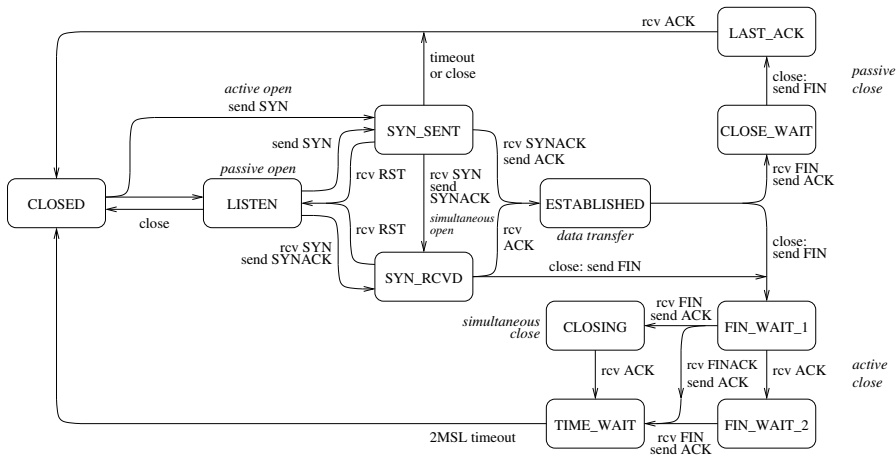 rcv ACK
LAST_ACK
timeout
or close
close:
send FIN
passive
close
active open
send SYN
SYN_SENT
CLOSE_WAIT
send SYN
rcv SYNACK
send ACK
passive open
rcv RST
rcv SYN
send
SYNACK
rcv FIN
send ACK
CLOSED
LISTEN
ESTABLISHED
close
rcv RST
simultaneous
open
rcv
ACK
data transfer
rcv SYN
send SYNACK
close:
send FIN
SYN_RCVD
close: send FIN
simultaneous
close
CLOSING
rcv FIN
send ACK
FIN_WAIT_1
rcv ACK
rcv FINACK
send ACK
rcv ACK
active
close
TIME_WAIT
FIN_WAIT_2
2MSL timeout
rcv FIN
send ACK